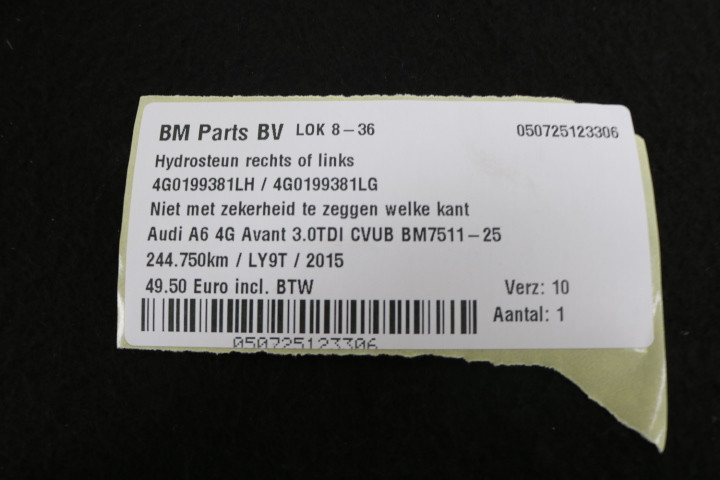 BM Parts BV LOK 8-36 050725123306
Hydrosteun rechts of links
4G0199381LH / 4G0199381LG
Niet met zekerheid te zeggen welke kant
Audi A6 4G Avant 3.0TDI CVUB BM7511-25
244.750km / LY9T / 2015
49.50 Euro incl. BTW Verz: 10
Aantal: 1
050725123306